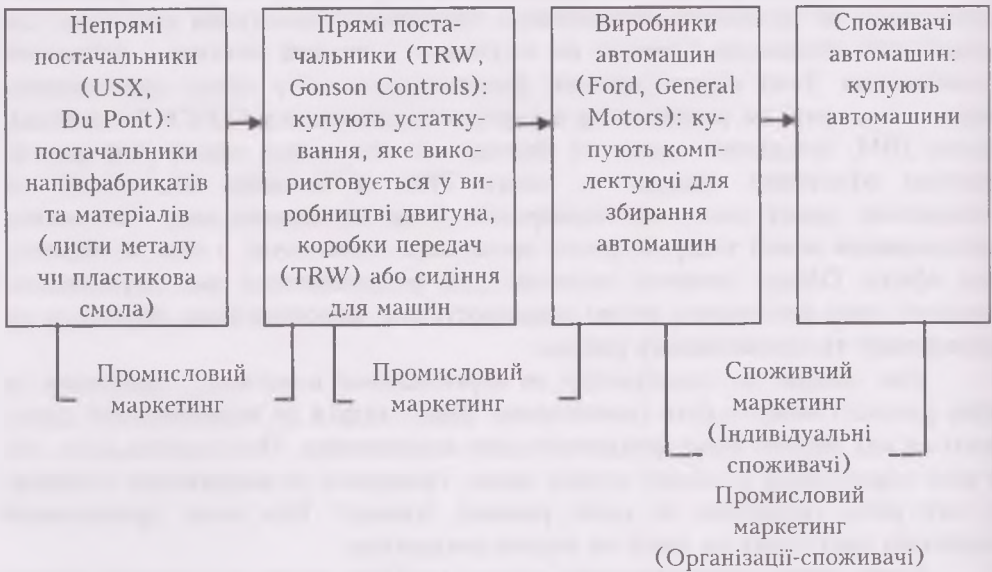 Непрямі
постачальники
(USX,
Du Pont):
постачальники
напівфабрикатів
та матеріалів
(листи металу
чи пластикова
смола)
Прямі поста-
чальники (TRW,
Gonson Controls):
купують устатку-
вання, яке вико-
ристовується у ви-
робництві двигуна,
коробки передач
(TRW) або сидіння
для машин
Виробники
автомашин
(Ford, General
Motors): ку-
пують комп-
лектуючі для
збирання
автомашин
Споживачі
автомашин:
купують
автомашини
Промисловий
маркетинг
Промисловий
маркетинг
Споживчий
маркетинг
(Індивідуальні
споживачі)
Промисловий
маркетинг
(Організації-споживачі)